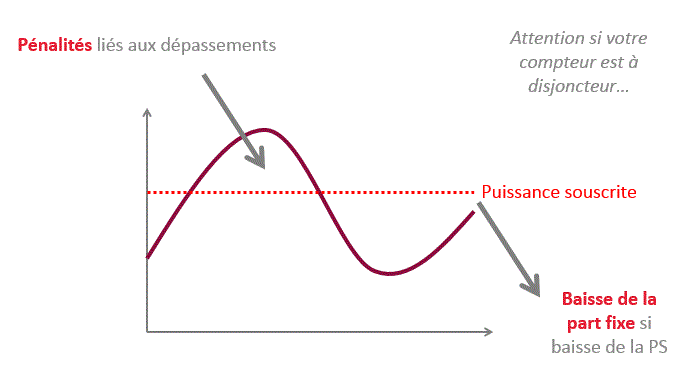 Pénalités liés aux dépassements
Attention si votre
compteur est à
disjoncteur...
Puissance souscrite
Baisse de la
part fixe si
baisse de la PS